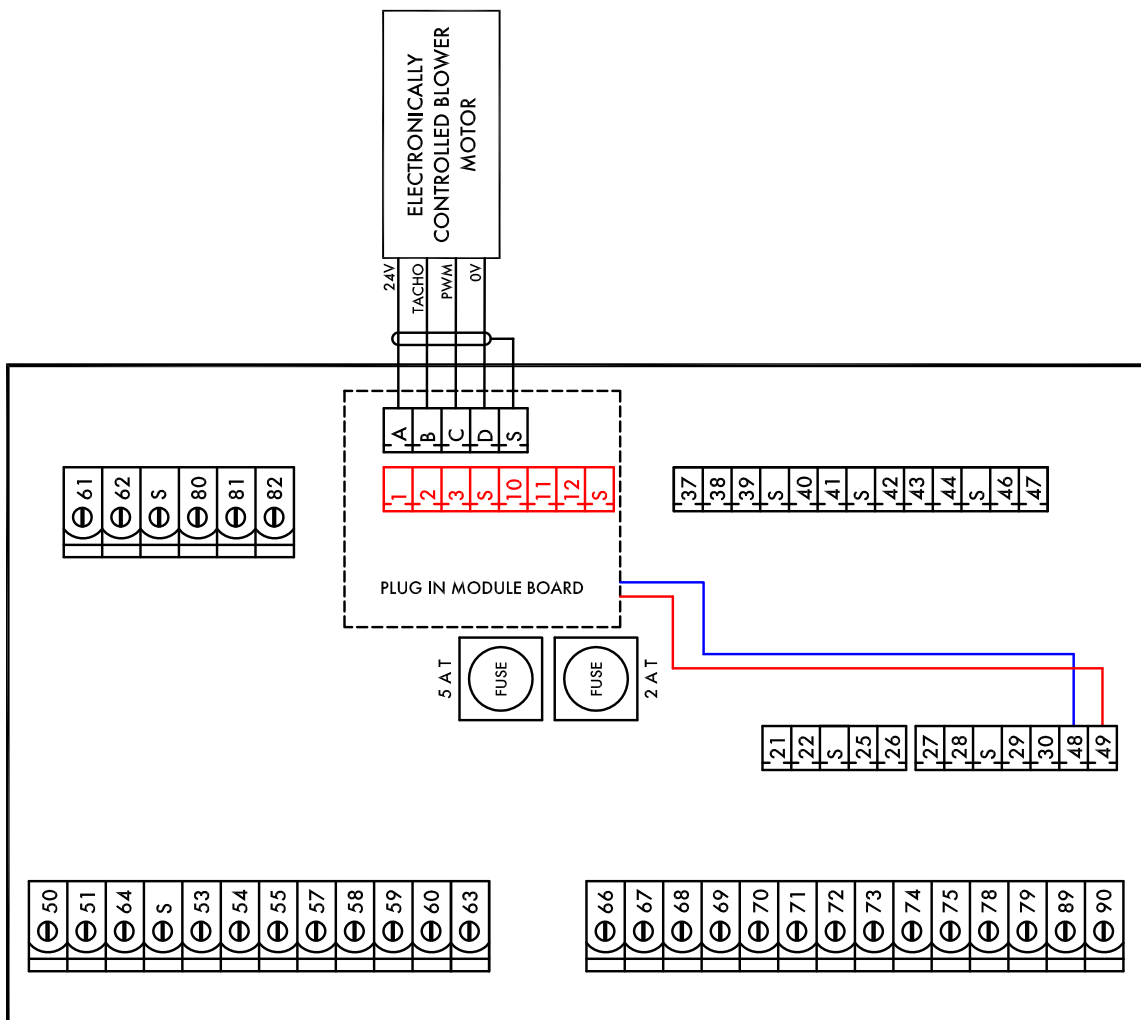 ELECTRONICALLY
CONTROLLED BLOWER
MOTOR
24V
TACHO
PWM
0V
A
B
C
D
S
61
62
S
80
81
82
1
2
3
S
10
11
12
S
37
38
39
S
40
41
S
42
43
44
S
46
47
PLUG IN MODULE BOARD
5 A T
FUSE
FUSE
2 A T
21
22
S
25
26
27
28
S
29
30
48
49
50
51
64
S
53
54
55
57
58
59
60
63
66
67
68
69
70
71
72
73
74
75
78
79
89
90